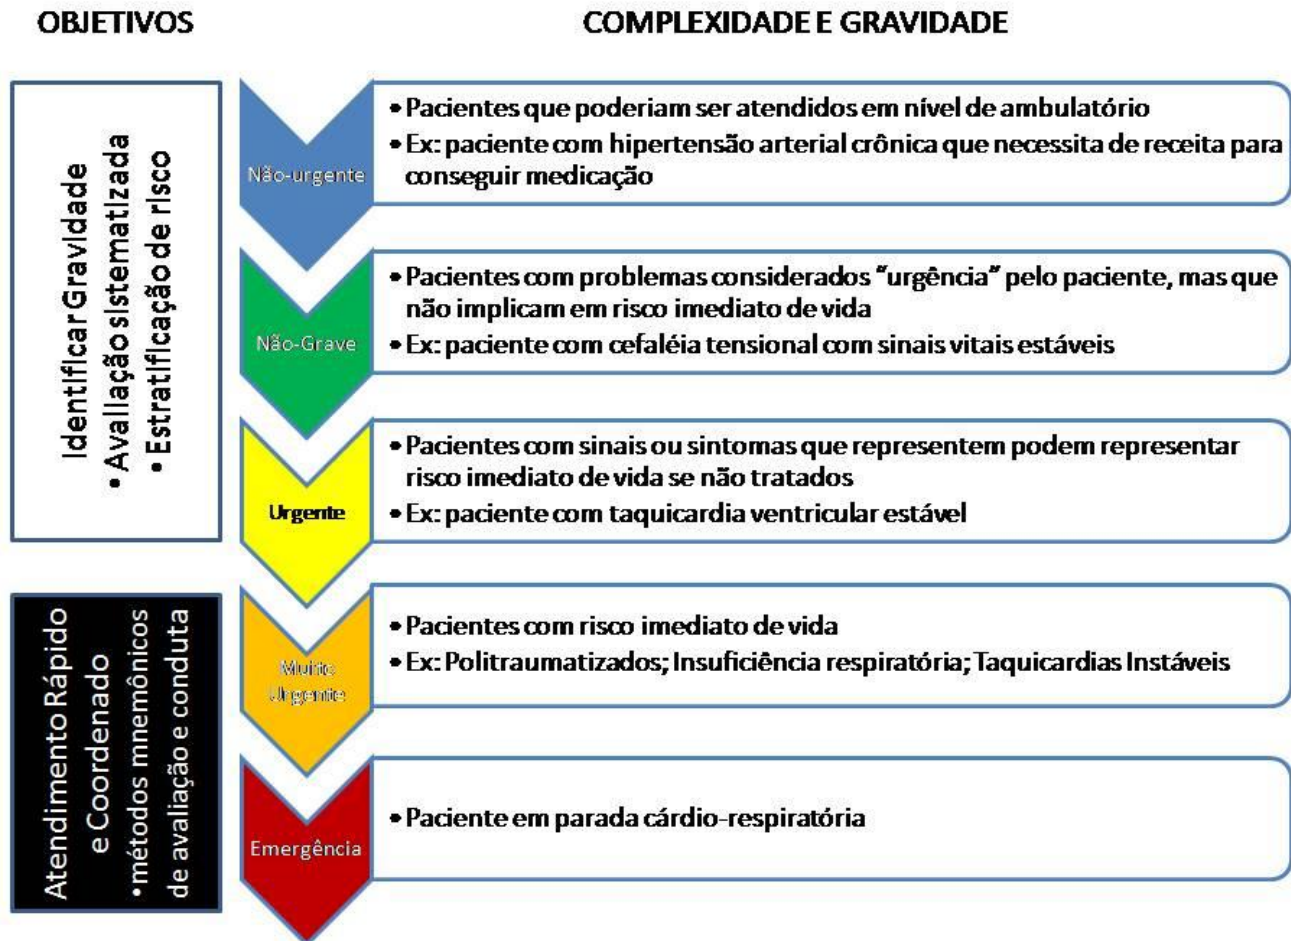 OBJETIVOS
COMPLEXIDADE E GRAVIDADE
Identificar Gravidade
• Avaliação sistematizada
• Estratificação de risco
Não-urgente
• Pacientes que poderiam ser atendidos em nível de ambulatório
• Ex: paciente com hipertensão arterial crônica que necessita de receita para
conseguir medicação
Não-Grave
• Pacientes com problemas considerados "urgência" pelo paciente, mas que
não implicam em risco imediato de vida
• Ex: paciente com cefaléia tensional com sinais vitais estáveis
Urgente
• Pacientes com sinais ou sintomas que representem podem representar
risco imediato de vida se não tratados
• Ex: paciente com taquicardia ventricular estável
Atendimento Rápido
e Coordenado
•métodos mnemônicos
de avaliação e conduta
Muito
Urgente
• Pacientes com risco imediato de vida
• Ex: Politraumatizados; Insuficiência respiratória; Taquicardias Instáveis
Emergência
• Paciente em parada cárdio-respiratória